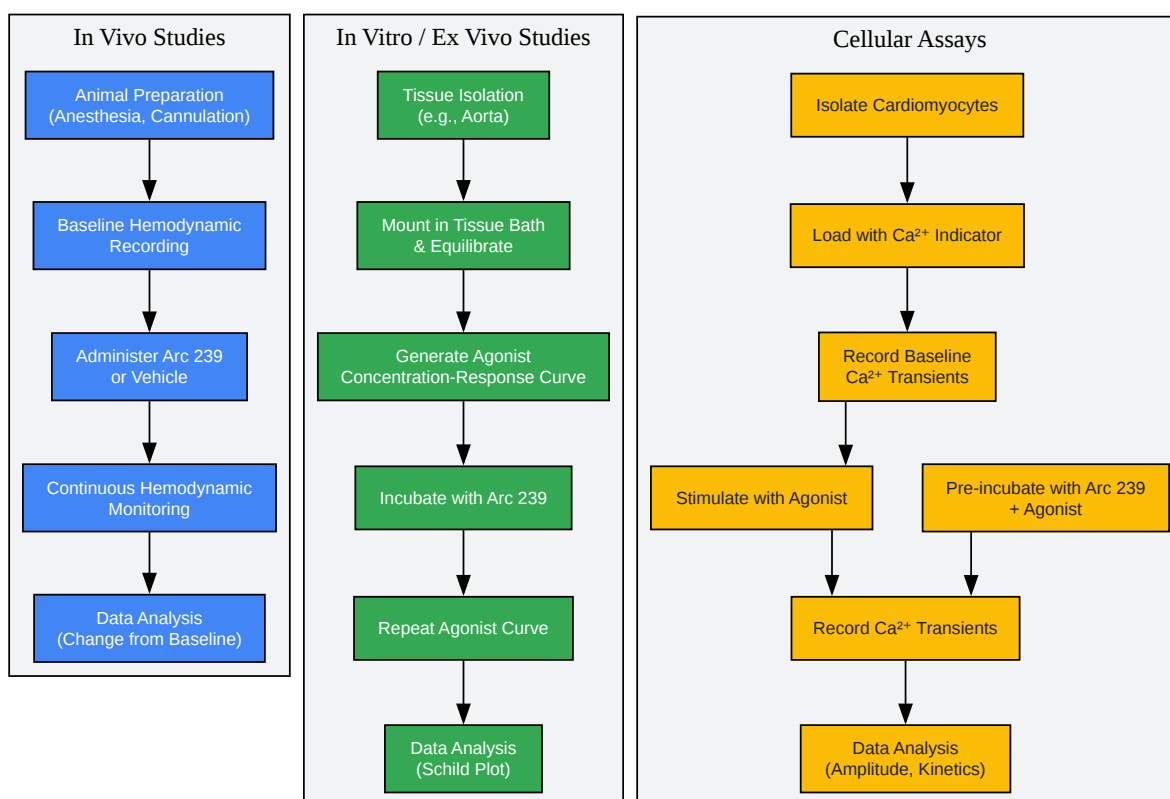 In Vivo Studies
Animal Preparation
(Anesthesia, Cannulation)
Baseline Hemodynamic
Recording
Administer Arc 239
or Vehicle
Continuous Hemodynamic
Monitoring
Data Analysis
(Change from Baseline)
In Vitro / Ex Vivo Studies
Tissue Isolation
(e.g., Aorta)
Mount in Tissue Bath
& Equilibrate
Generate Agonist
Concentration-Response Curve
Incubate with Arc 239
Repeat Agonist Curve
Data Analysis
(Schild Plot)
Cellular Assays
Isolate Cardiomyocytes
Load with Ca²⁺ Indicator
Record Baseline
Ca²⁺ Transients
Stimulate with Agonist
Pre-incubate with Arc 239
+ Agonist
Record Ca²⁺ Transients
Data Analysis
(Amplitude, Kinetics)